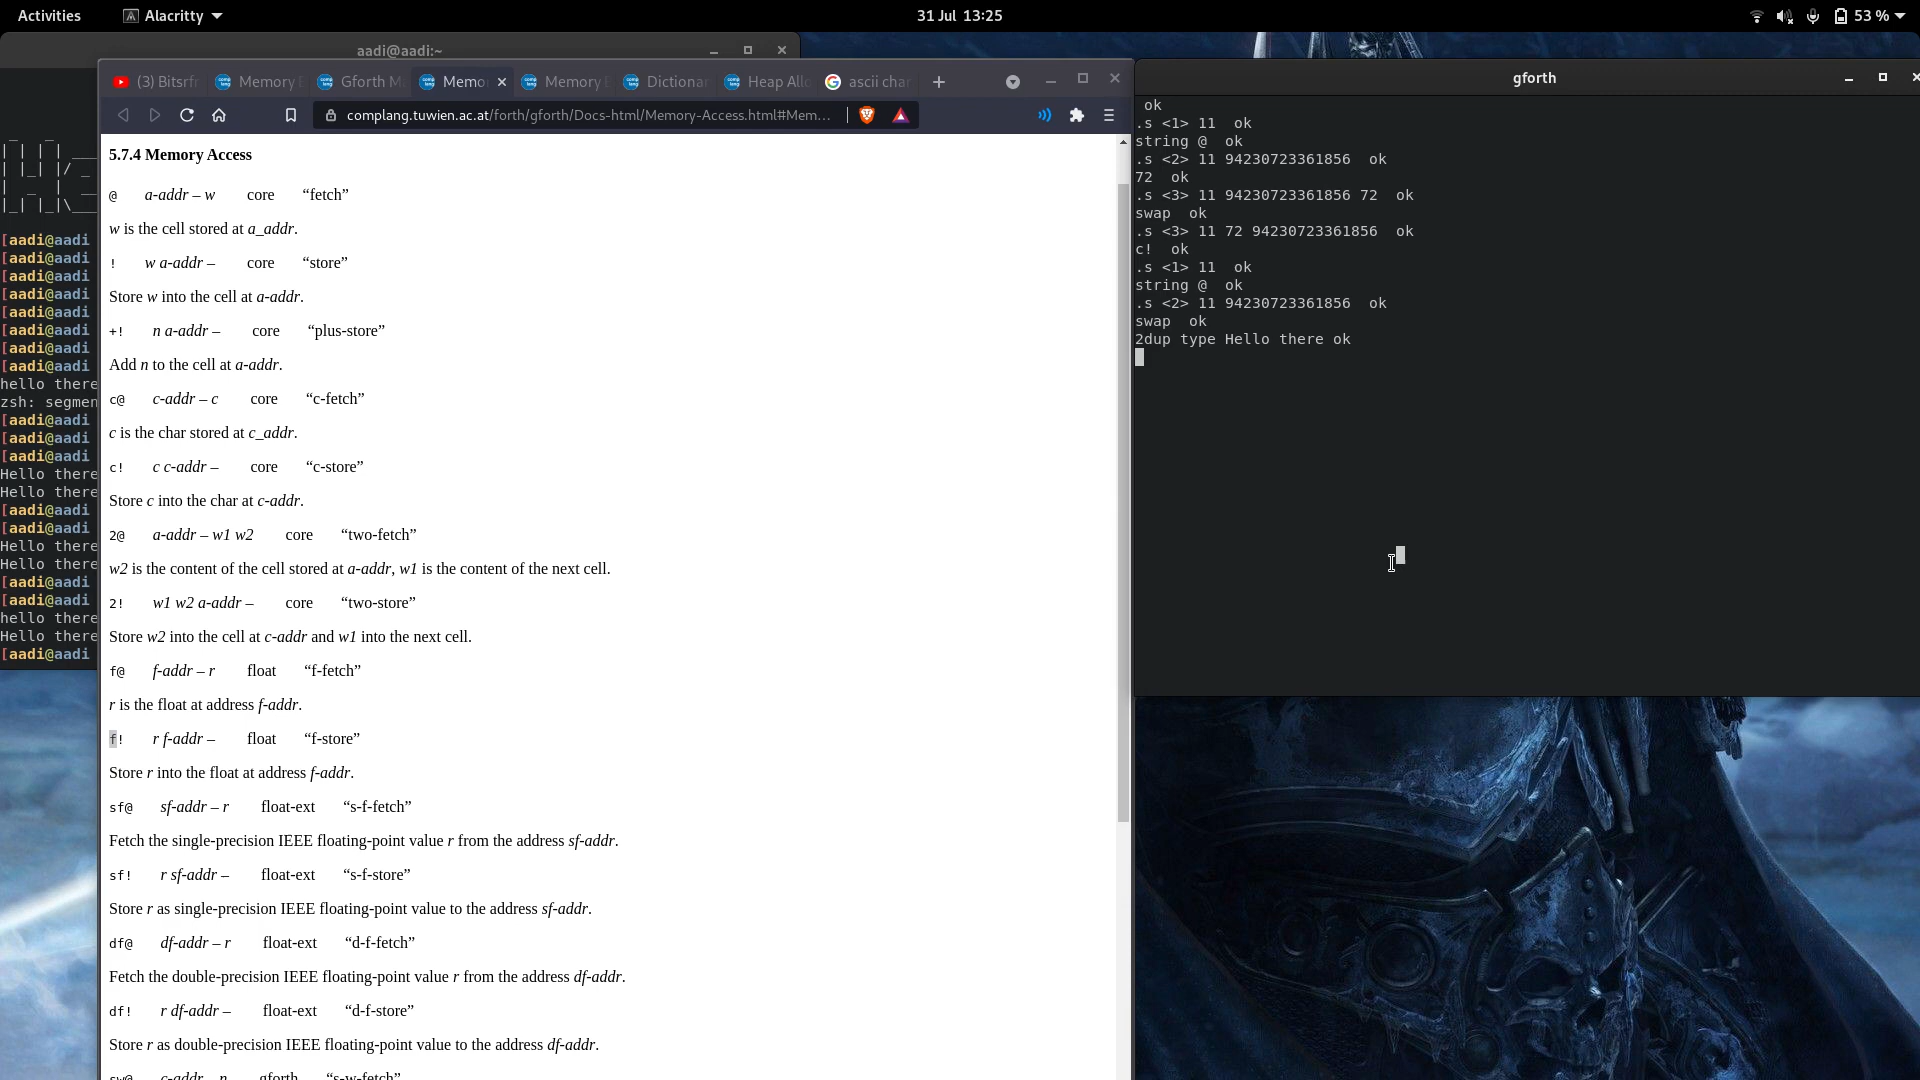 Activities
Alacritty
31 Jul 13:25
53 %
aadi@aadi:~
[aadi@aadi
[aadi@aadi
[aadi@aadi
[aadi@aadi
[aadi@aadi
[aadi@aadi
[aadi@aadi
[aadi@aadi
hello there
zsh: segmen
[aadi@aadi
[aadi@aadi
[aadi@aadi
Hello there
Hello there
[aadi@aadi
[aadi@aadi
Hello there
Hello there
[aadi@aadi
[aadi@aadi
hello there
Hello there
[aadi@aadi
(3) Bitsrf
Memory
Gforth M
Memo
Memory
Dictionar
Heap Allo
ascii char
complang.tuwien.ac.at/forth/gforth/Docs-html/Memory-Access.html#Mem...
5.7.4 Memory Access
@ a-addr – w core “fetch”
w is the cell stored at a_addr.
! w a-addr – core “store”
Store w into the cell at a-addr.
+! n a-addr – core “plus-store”
Add n to the cell at a-addr.
c@ c-addr – c core “c-fetch”
c is the char stored at c_addr.
c! c c-addr – core “c-store”
Store c into the char at c-addr.
2@ a-addr – w1 w2 core “two-fetch”
w2 is the content of the cell stored at a-addr, w1 is the content of the next cell.
2! w1 w2 a-addr – core “two-store”
Store w2 into the cell at c-addr and w1 into the next cell.
f@ f-addr – r float “f-fetch”
r is the float at address f-addr.
f! r f-addr – float “f-store”
Store r into the float at address f-addr.
sf@ sf-addr – r float-ext “s-f-fetch”
Fetch the single-precision IEEE floating-point value r from the address sf-addr.
sf! r sf-addr – float-ext “s-f-store”
Store r as single-precision IEEE floating-point value to the address sf-addr.
df@ df-addr – r float-ext “d-f-fetch”
Fetch the double-precision IEEE floating-point value r from the address df-addr.
df! r df-addr – float-ext “d-f-store”
Store r as double-precision IEEE floating-point value to the address df-addr.
sw@ c-addr – n gforth “s-w-fetch”
gforth
ok
.s <1> 11  ok
string @  ok
.s <2> 11 94230723361856  ok
72  ok
.s <3> 11 94230723361856 72  ok
swap  ok
.s <3> 11 72 94230723361856  ok
c!  ok
.s <1> 11  ok
string @  ok
.s <2> 11 94230723361856  ok
swap  ok
2dup type Hello there ok